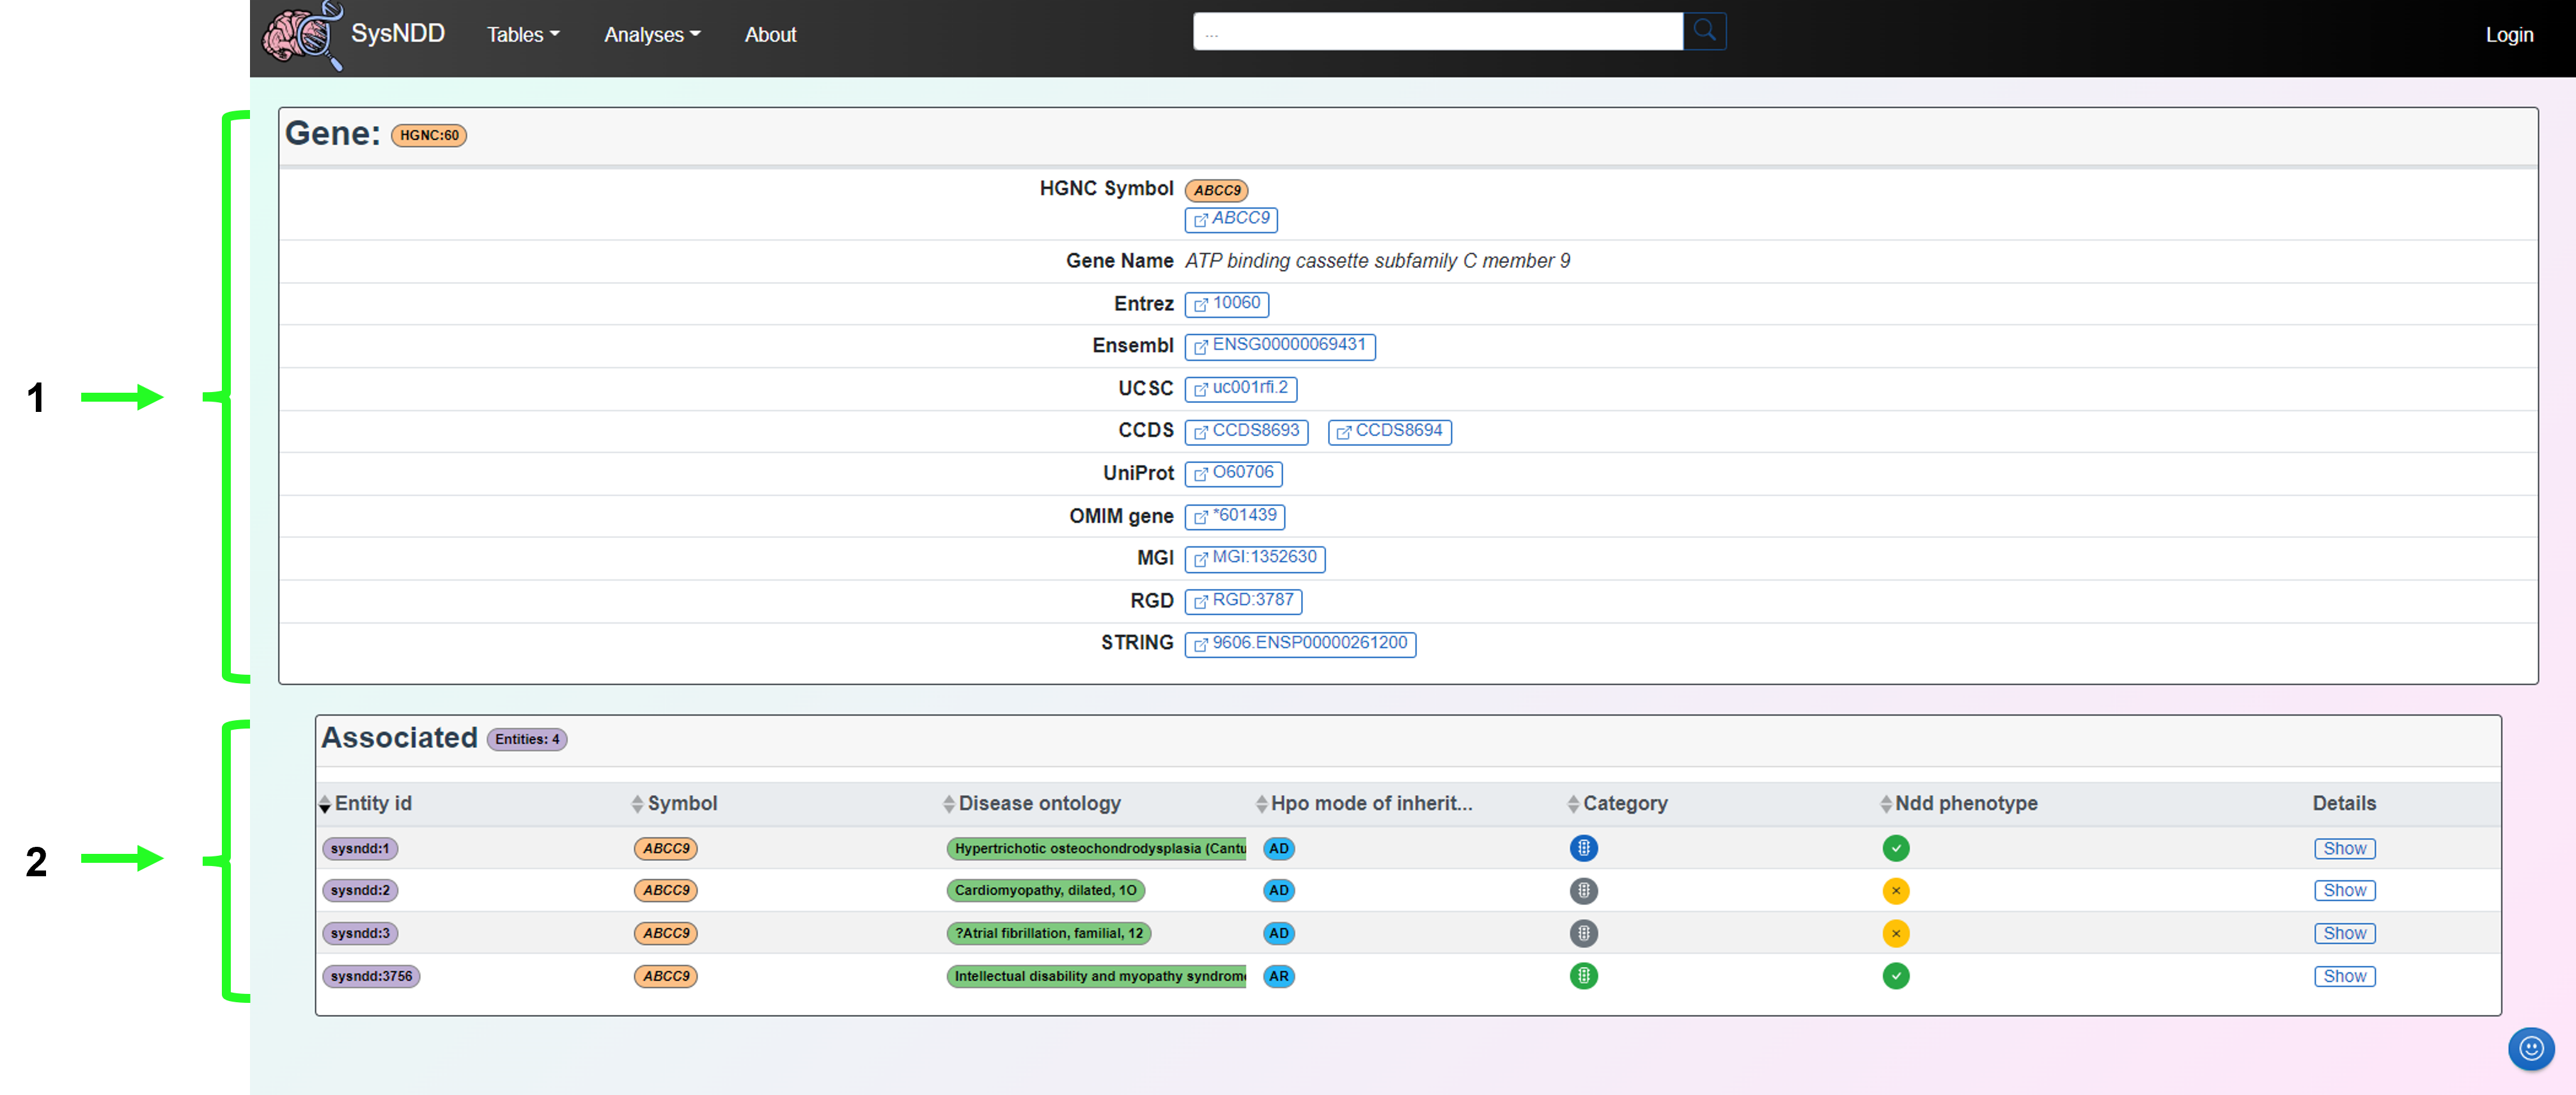 SysNDD Tables Analyses About ... Login
Gene: HGNC:60
HGNC Symbol ABCC9
ABCC9
Gene Name ATP binding cassette subfamily C member 9
Entrez 10060
Ensembl ENSG00000069431
1
UCSC uc001rfi.2
CCDS CCDS8693 CCDS8694
UniProt O60706
OMIM gene *601439
MGI MGI:1352630
RGD RGD:3787
STRING 9606.ENSP00000261200
Associated Entities: 4
Entity id Symbol Disease ontology Hpo mode of inherit... Category Ndd phenotype Details
sysndd:1 ABCC9 Hypertrichotic osteochondrodysplasia (Cantu AD Show
2
sysndd:2 ABCC9 Cardiomyopathy, dilated, 1O AD Show
sysndd:3 ABCC9 ?Atrial fibrillation, familial, 12 AD Show
sysndd:3756 ABCC9 Intellectual disability and myopathy syndrome AR Show